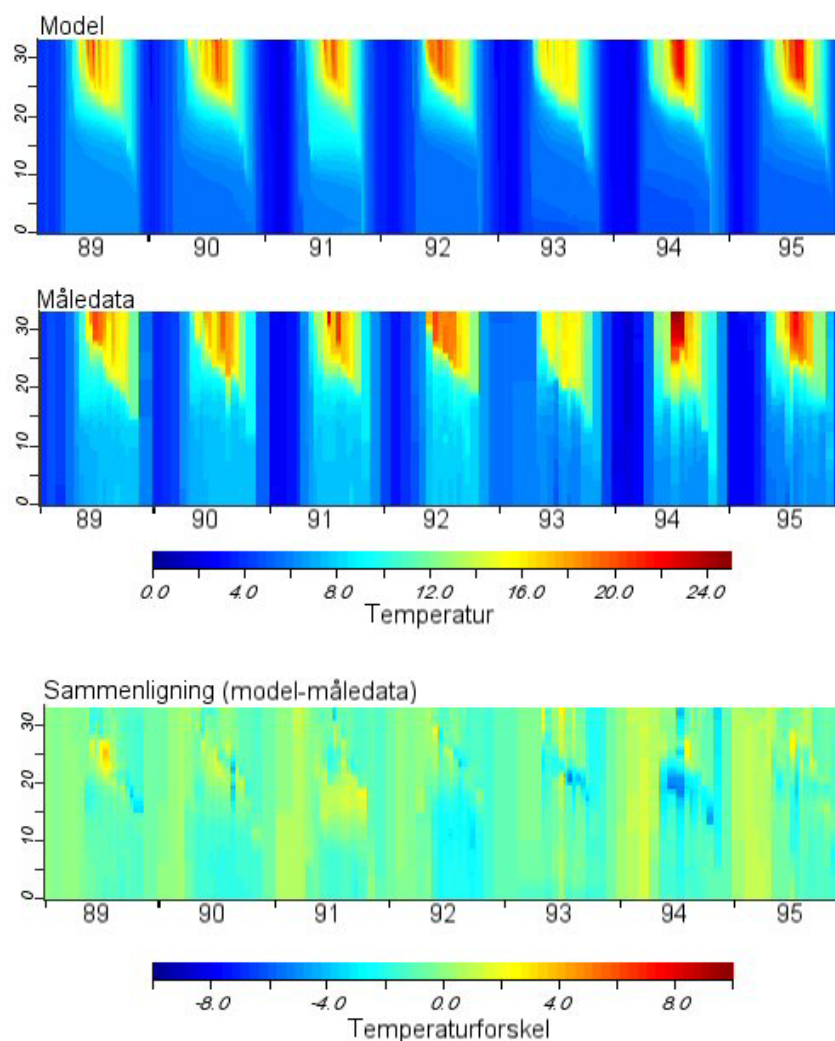 Model
30
20
10
0
89 90 91 92 93 94 95
Måledata
30
20
10
0
89 90 91 92 93 94 95
0.0 4.0 8.0 12.0 16.0 20.0 24.0
Temperatur
Sammenligning (model-måledata)
30
20
10
0
89 90 91 92 93 94 95
-8.0 -4.0 0.0 4.0 8.0
Temperaturforskel